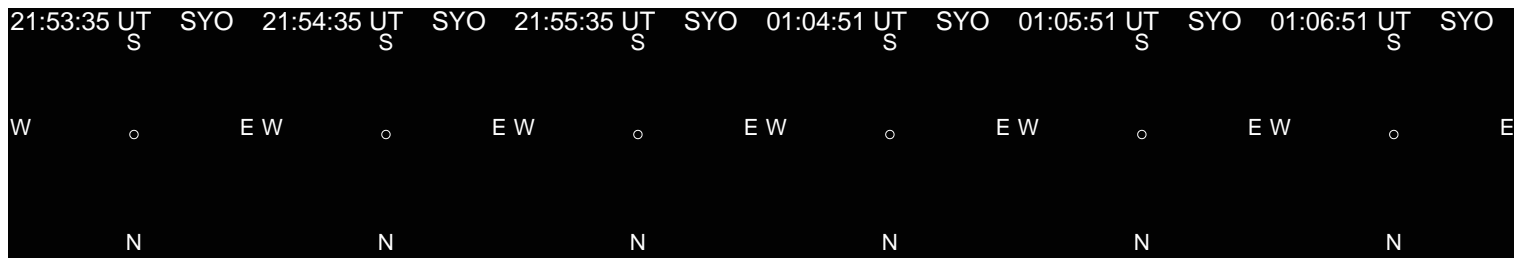 21:53:35 UT SYO 21:54:35 UT SYO 21:55:35 UT SYO 01:04:51 UT SYO 01:05:51 UT SYO 01:06:51 UT SYO
S S S S S S
W E W E W E W E W E W E
N N N N N N